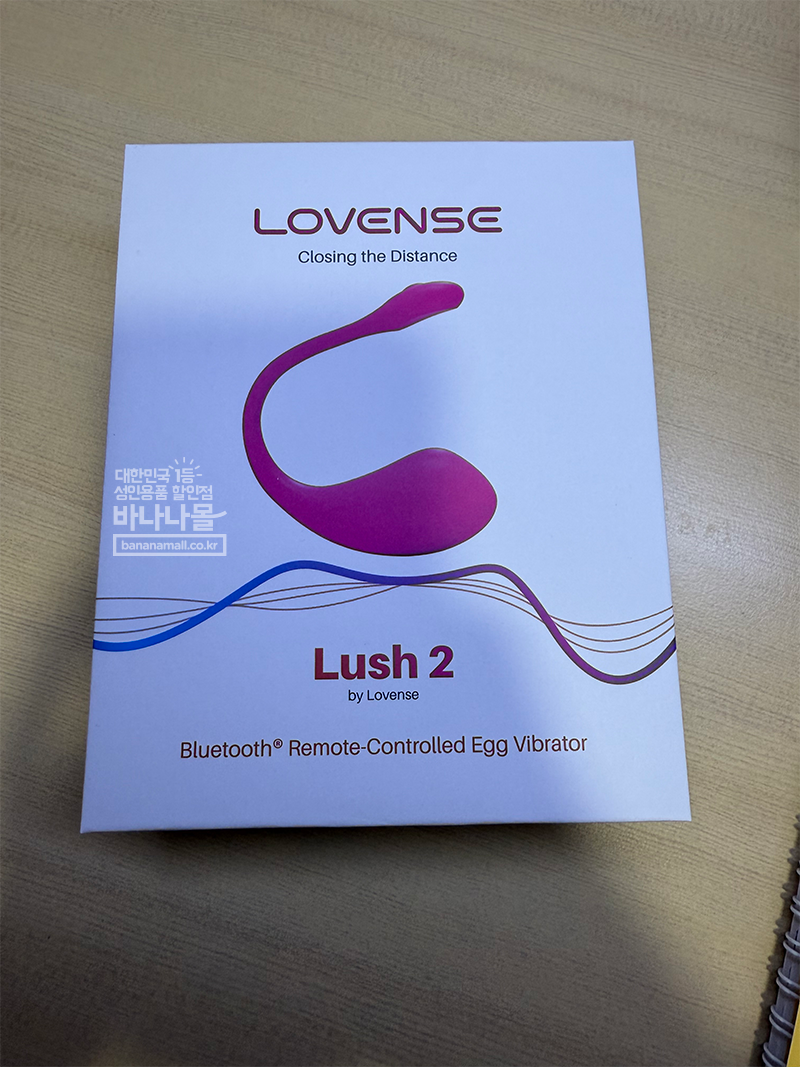 LOVENSE
Closing the Distance
대한민국 1등
성인용품 할인점
바나나몰
bananamall.co.kr
Lush 2
by Lovense
Bluetooth® Remote-Controlled Egg Vibrator